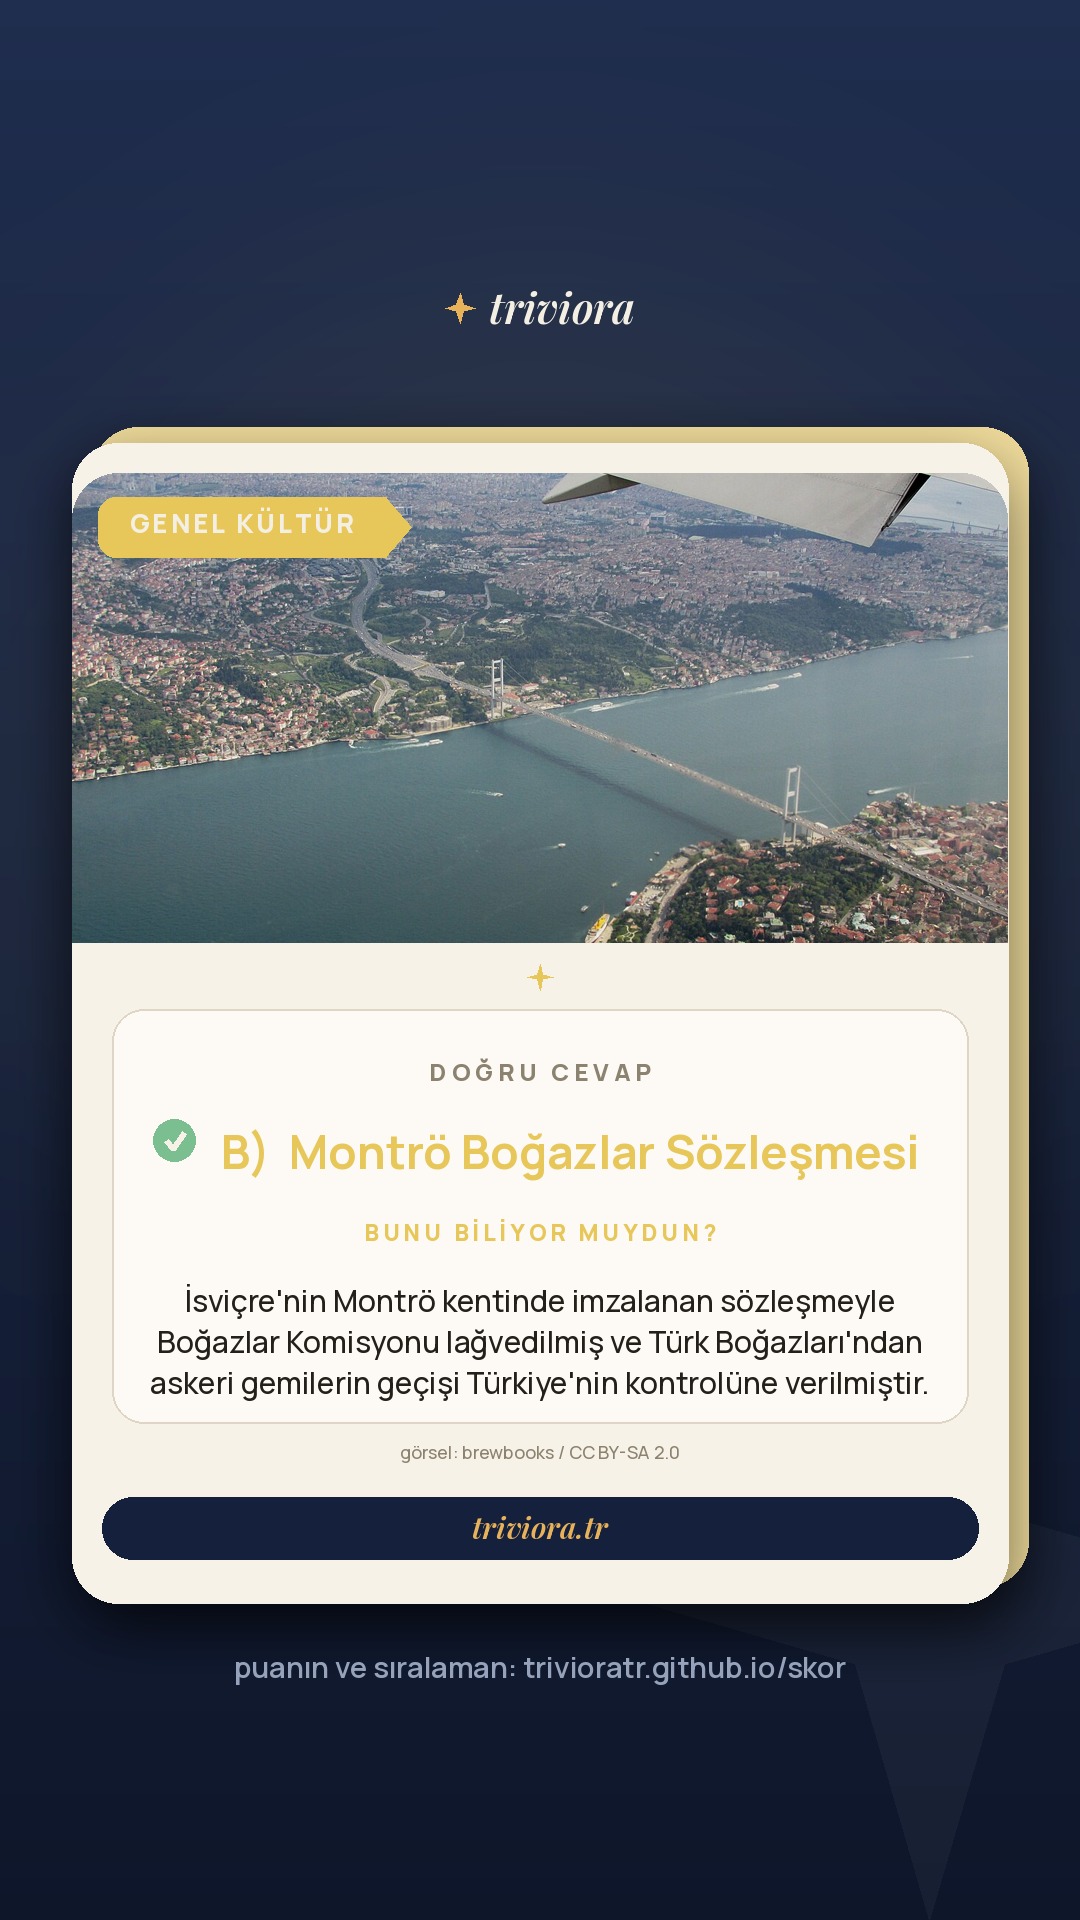 triviora
GENEL KÜLTÜR
DOĞRU CEVAP
B) Montrö Boğazlar Sözleşmesi
BUNU BİLİYOR MUYDUN?
İsviçre'nin Montrö kentinde imzalanan sözleşmeyle
Boğazlar Komisyonu lağvedilmiş ve Türk Boğazları'ndan
askeri gemilerin geçişi Türkiye'nin kontrolüne verilmiştir.
görsel: brewbooks / CC BY-SA 2.0
triviora.tr
puanın ve sıralaman: trivioratr.github.io/skor